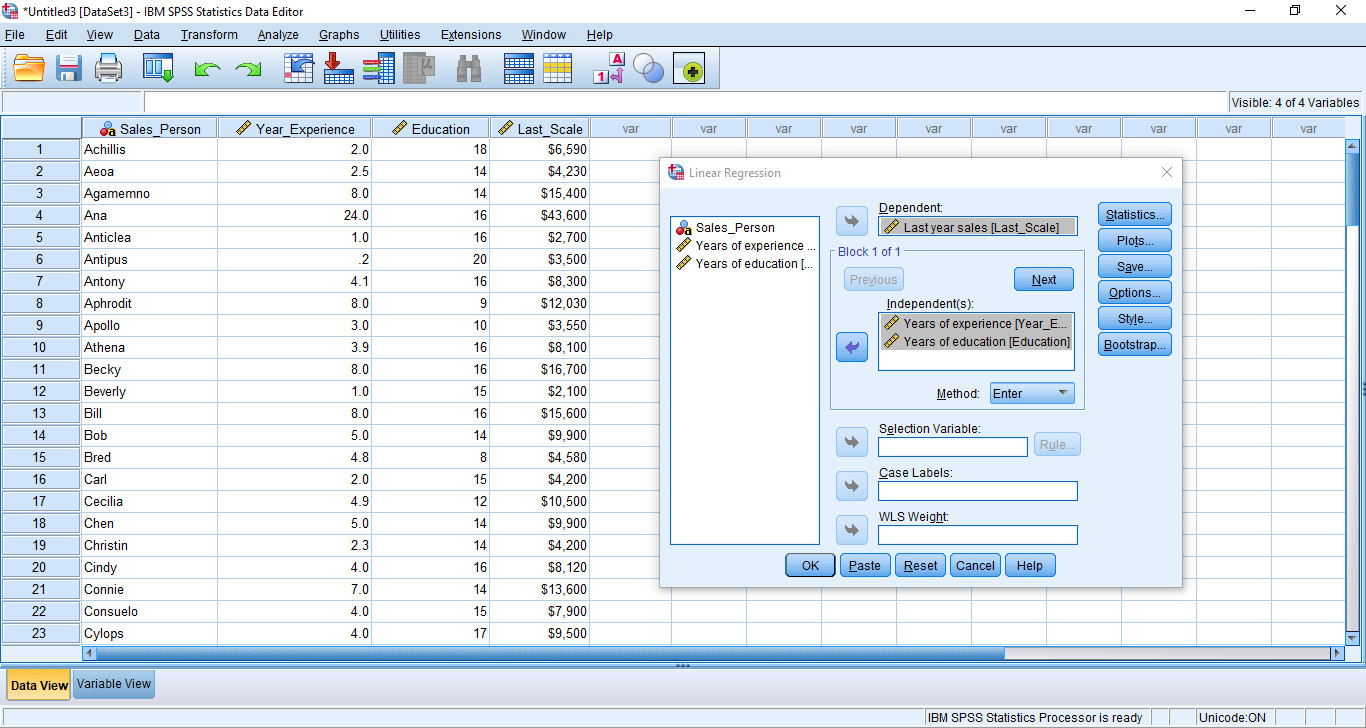 *Untitled3 [DataSet3] - IBM SPSS Statistics Data Editor
File Edit View Data Transform Analyze Graphs Utilities Extensions Window Help
Visible: 4 of 4 Variables
Sales_Person Year_Experience Education Last_Scale var var var var var var var var var var
1 Achillis 2.0 18 $6,590
2 Aeoa 2.5 14 $4,230
3 Agamemno 8.0 14 $15,400
4 Ana 24.0 16 $43,600
5 Anticlea 1.0 16 $2,700
6 Antipus .2 20 $3,500
7 Antony 4.1 16 $8,300
8 Aphrodit 8.0 9 $12,030
9 Apollo 3.0 10 $3,550
10 Athena 3.9 16 $8,100
11 Becky 8.0 16 $16,700
12 Beverly 1.0 15 $2,100
13 Bill 8.0 16 $15,600
14 Bob 5.0 14 $9,900
15 Bred 4.8 8 $4,580
16 Carl 2.0 15 $4,200
17 Cecilia 4.9 12 $10,500
18 Chen 5.0 14 $9,900
19 Christin 2.3 14 $4,200
20 Cindy 4.0 16 $8,120
21 Connie 7.0 14 $13,600
22 Consuelo 4.0 15 $7,900
23 Cylops 4.0 17 $9,500
Linear Regression
Sales_Person
Years of experience ...
Years of education [...
Dependent:
Last year sales [Last_Scale]
Block 1 of 1
Previous Next
Independent(s):
Years of experience [Year_E...
Years of education [Education]
Method: Enter
Selection Variable:
Rule...
Case Labels:
WLS Weight:
Statistics...
Plots...
Save...
Options...
Style...
Bootstrap...
OK Paste Reset Cancel Help
Data View Variable View
IBM SPSS Statistics Processor is ready Unicode:ON